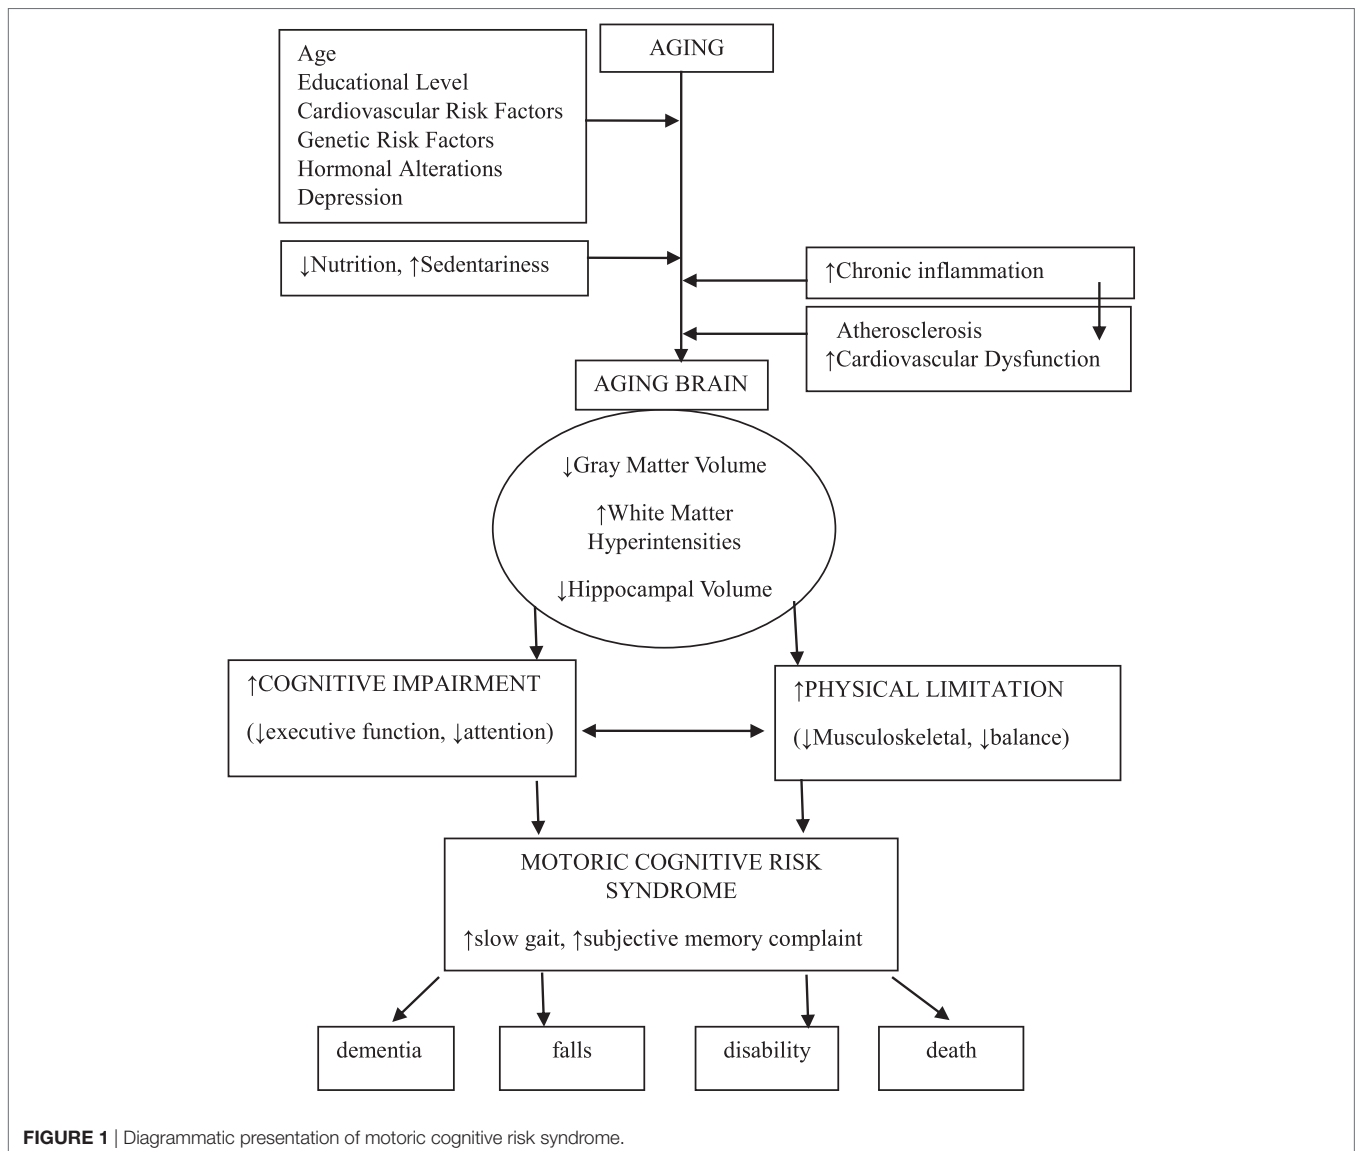 AGING
Age
Educational Level
Cardiovascular Risk Factors
Genetic Risk Factors
Hormonal Alterations
Depression
↓Nutrition, ↑Sedentariness
↑Chronic inflammation
Atherosclerosis
↑Cardiovascular Dysfunction
AGING BRAIN
↓Gray Matter Volume
↑White Matter
Hyperintensities
↓Hippocampal Volume
↑COGNITIVE IMPAIRMENT
(↓executive function, ↓attention)
↑PHYSICAL LIMITATION
(↓Musculoskeletal, ↓balance)
MOTORIC COGNITIVE RISK
SYNDROME
↑slow gait, ↑subjective memory complaint
dementia
falls
disability
death
FIGURE 1 | Diagrammatic presentation of motoric cognitive risk syndrome.